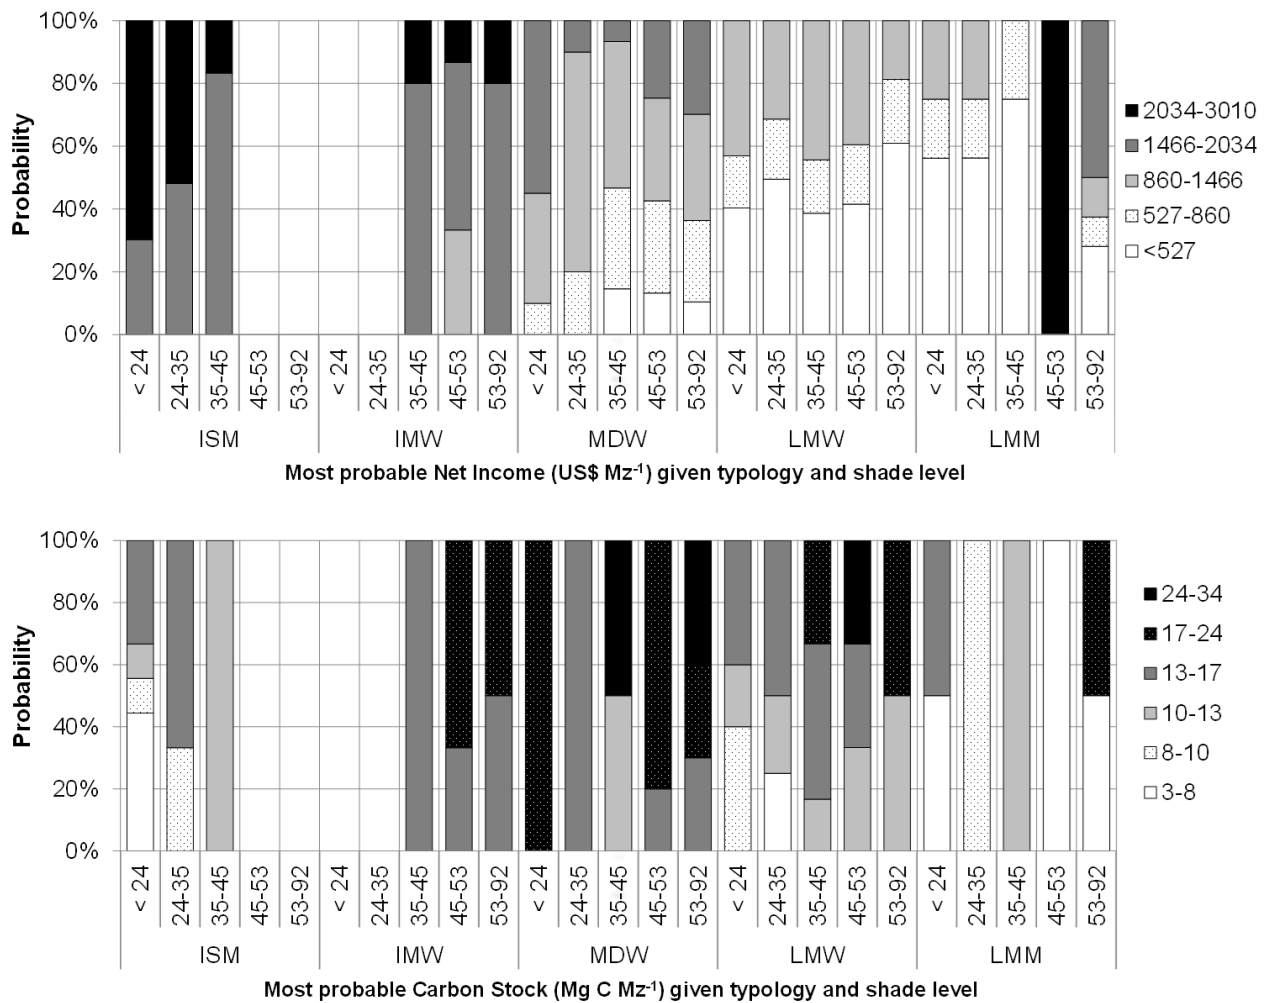 Probability
100%
80%
60%
40%
20%
0%
2034-3010
1466-2034
860-1466
527-860
<527
< 24 24-35 35-45 45-53 53-92 < 24 24-35 35-45 45-53 53-92 < 24 24-35 35-45 45-53 53-92 < 24 24-35 35-45 45-53 53-92 < 24 24-35 35-45 45-53 53-92
ISM IMW MDW LMW LMM
Most probable Net Income (US$ Mz⁻¹) given typology and shade level
Probability
100%
80%
60%
40%
20%
0%
24-34
17-24
13-17
10-13
8-10
3-8
< 24 24-35 35-45 45-53 53-92 < 24 24-35 35-45 45-53 53-92 < 24 24-35 35-45 45-53 53-92 < 24 24-35 35-45 45-53 53-92 < 24 24-35 35-45 45-53 53-92
ISM IMW MDW LMW LMM
Most probable Carbon Stock (Mg C Mz⁻¹) given typology and shade level